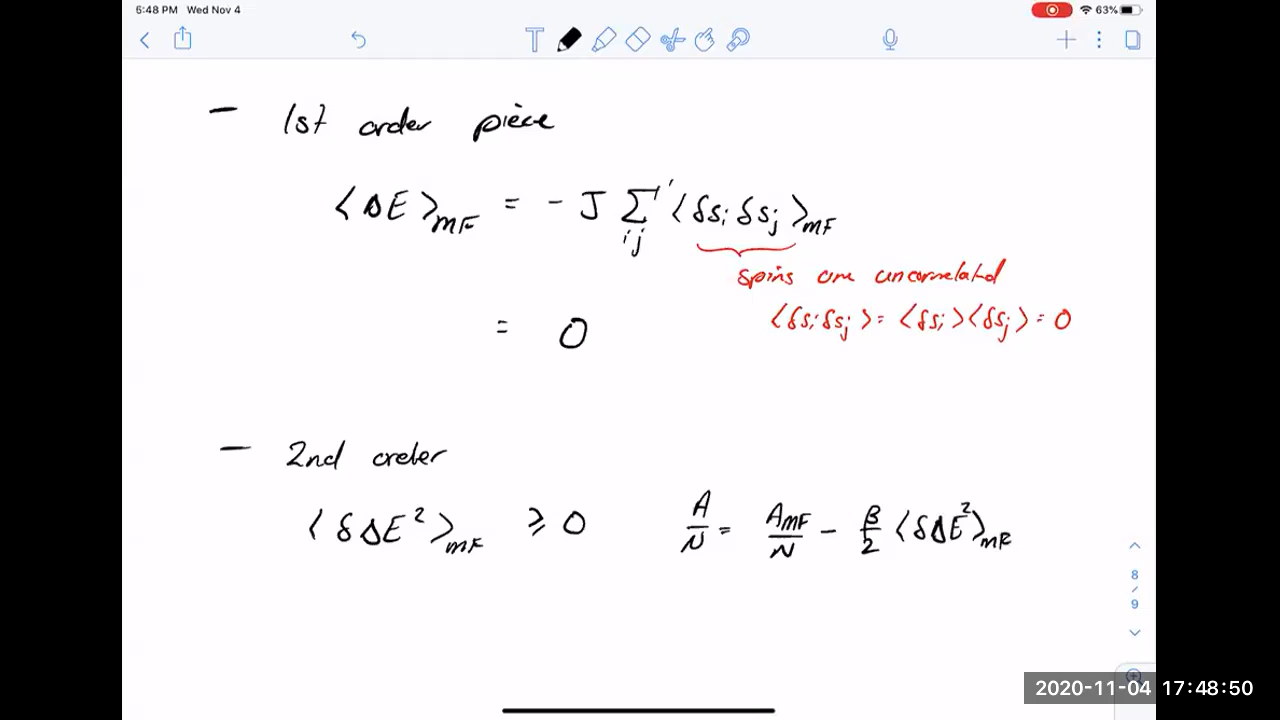 6:48 PM Wed Nov 4
63%
T
– 1st order piece
⟨ΔE⟩_MF = - J Σ'_ij ⟨δs_i δs_j⟩_MF
spins are uncorrelated
= 0
⟨δs_i δs_j⟩ = ⟨δs_i⟩⟨δs_j⟩ = 0
– 2nd order
⟨δΔE²⟩_MF ≥ 0 A/N = A_MF/N - β/2 ⟨δΔE²⟩_MF
8
/
9
2020-11-04 17:48:50